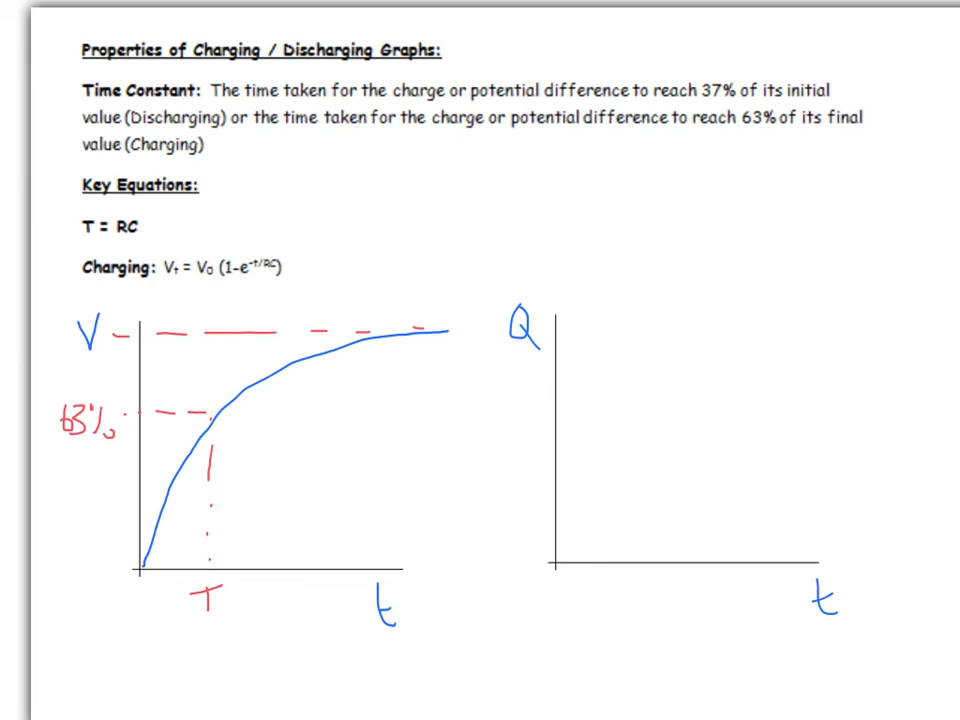 Properties of Charging / Discharging Graphs:
Time Constant: The time taken for the charge or potential difference to reach 37% of its initial
value (Discharging) or the time taken for the charge or potential difference to reach 63% of its final
value (Charging)
Key Equations:
T = RC
Charging: Vt = V0 (1-e-t/RC)
V
Q
63%
T
t
t